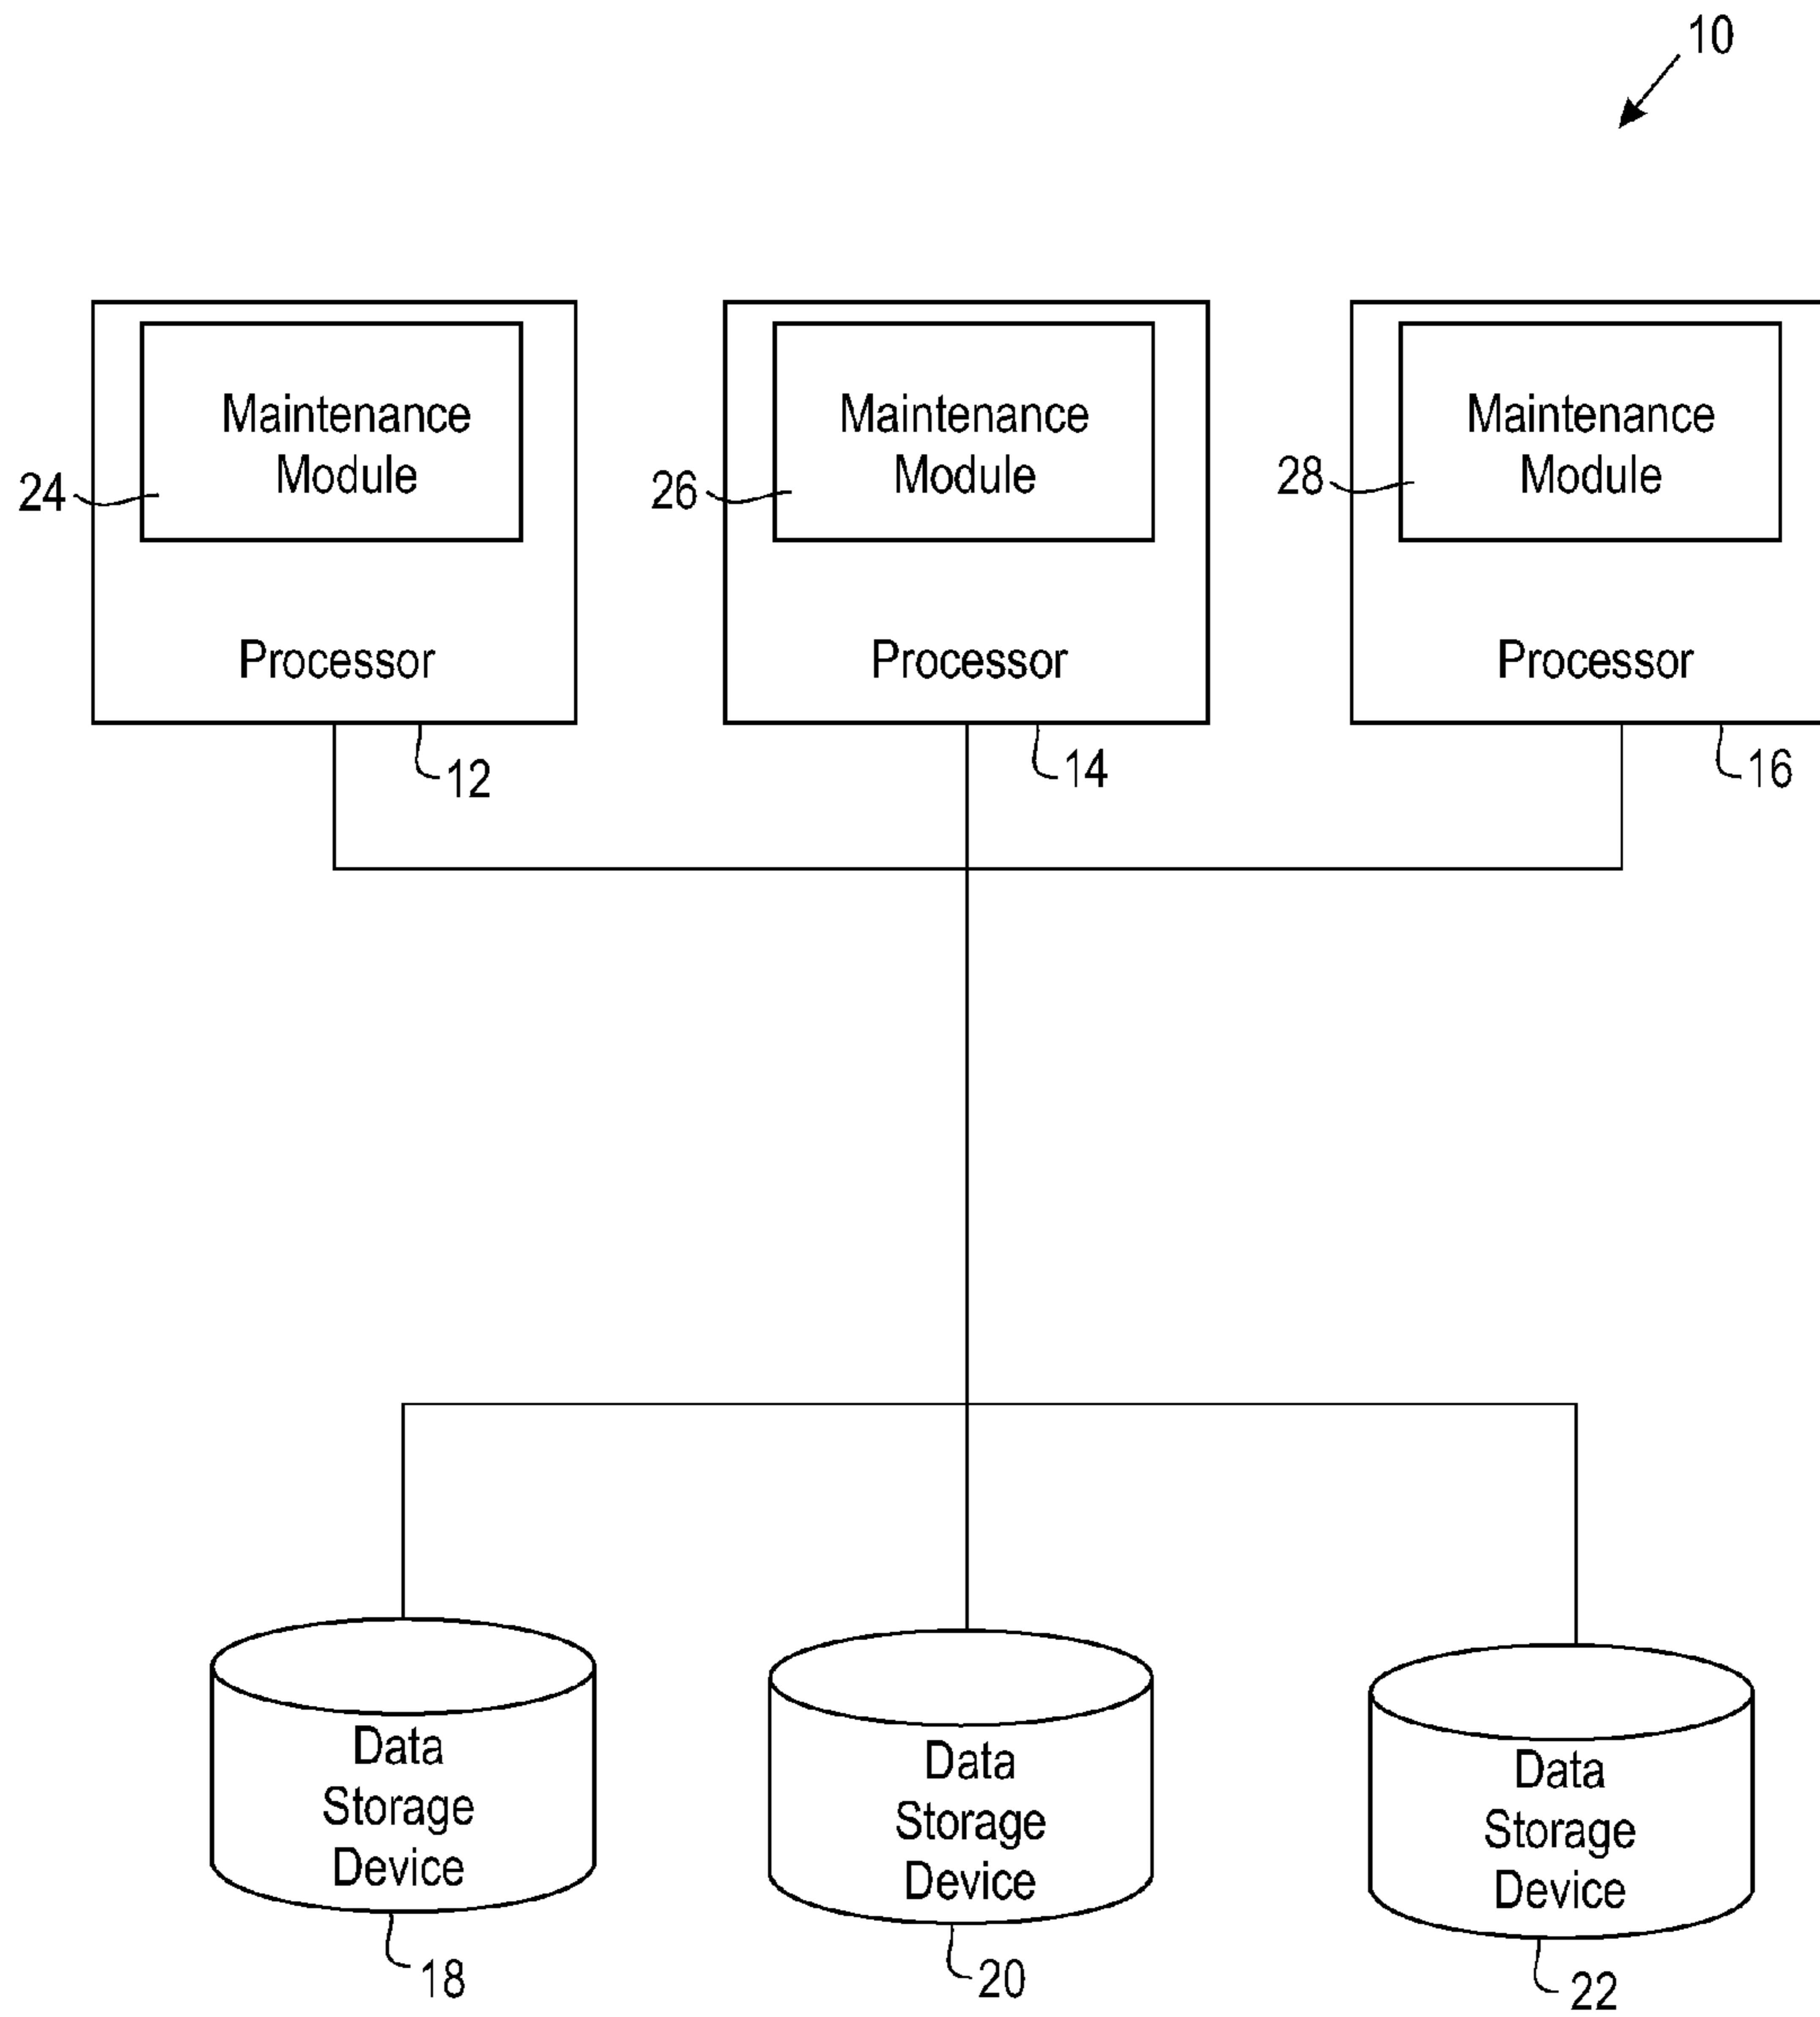 10
Maintenance
Module
24
Processor
12
Maintenance
Module
26
Processor
14
Maintenance
Module
28
Processor
16
Data
Storage
Device
18
Data
Storage
Device
20
Data
Storage
Device
22